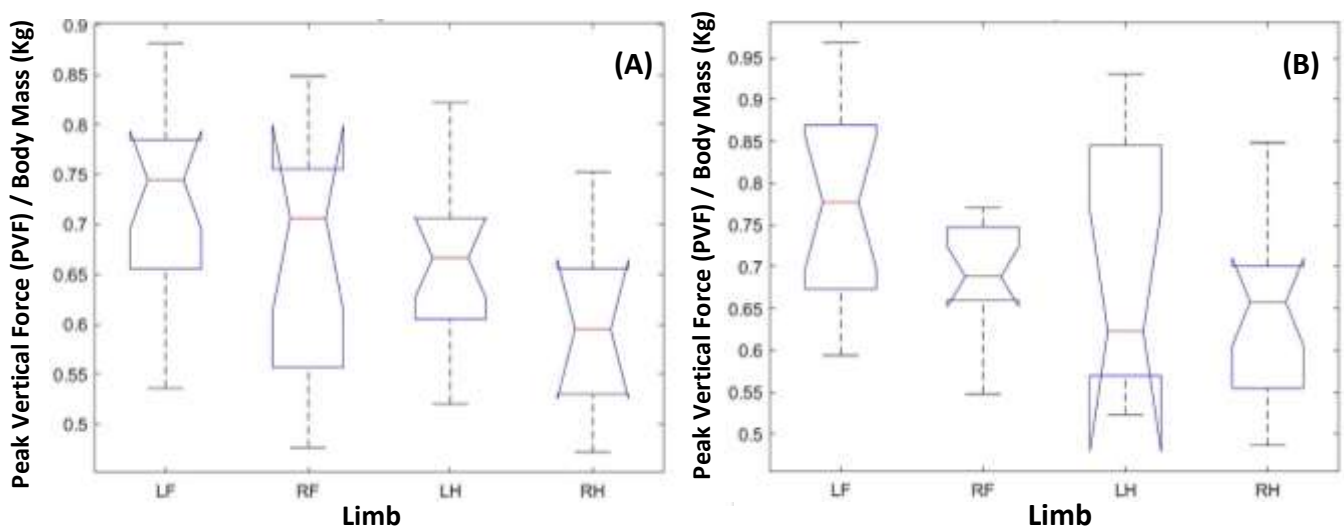 Peak Vertical Force (PVF) / Body Mass (Kg)
0.9
0.85
0.8
0.75
0.7
0.65
0.6
0.55
0.5
(A)
LF RF LH RH
Limb
Peak Vertical Force (PVF) / Body Mass (Kg)
0.95
0.9
0.85
0.8
0.75
0.7
0.65
0.6
0.55
0.5
(B)
LF RF LH RH
Limb